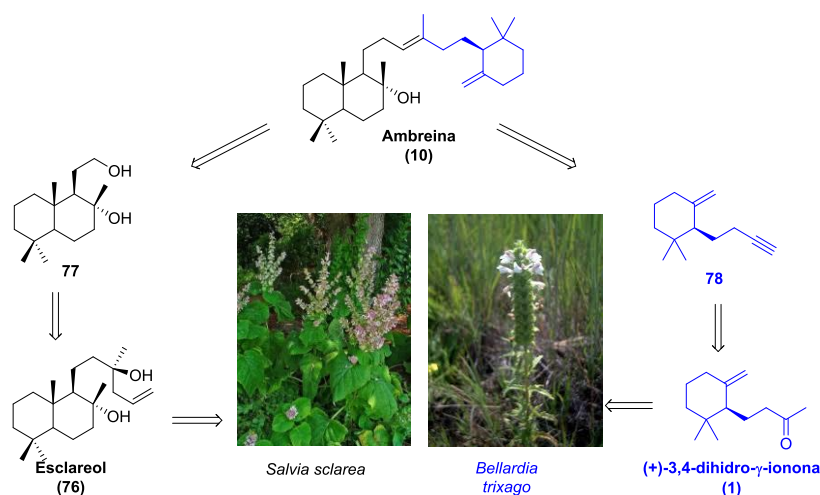 OH
Ambreina
(10)
OH
OH
77
78
OH
OH
Esclareol
(76)
Salvia sclarea
Bellardia
trixago
O
(+)-3,4-dihidro-γ-ionona
(1)